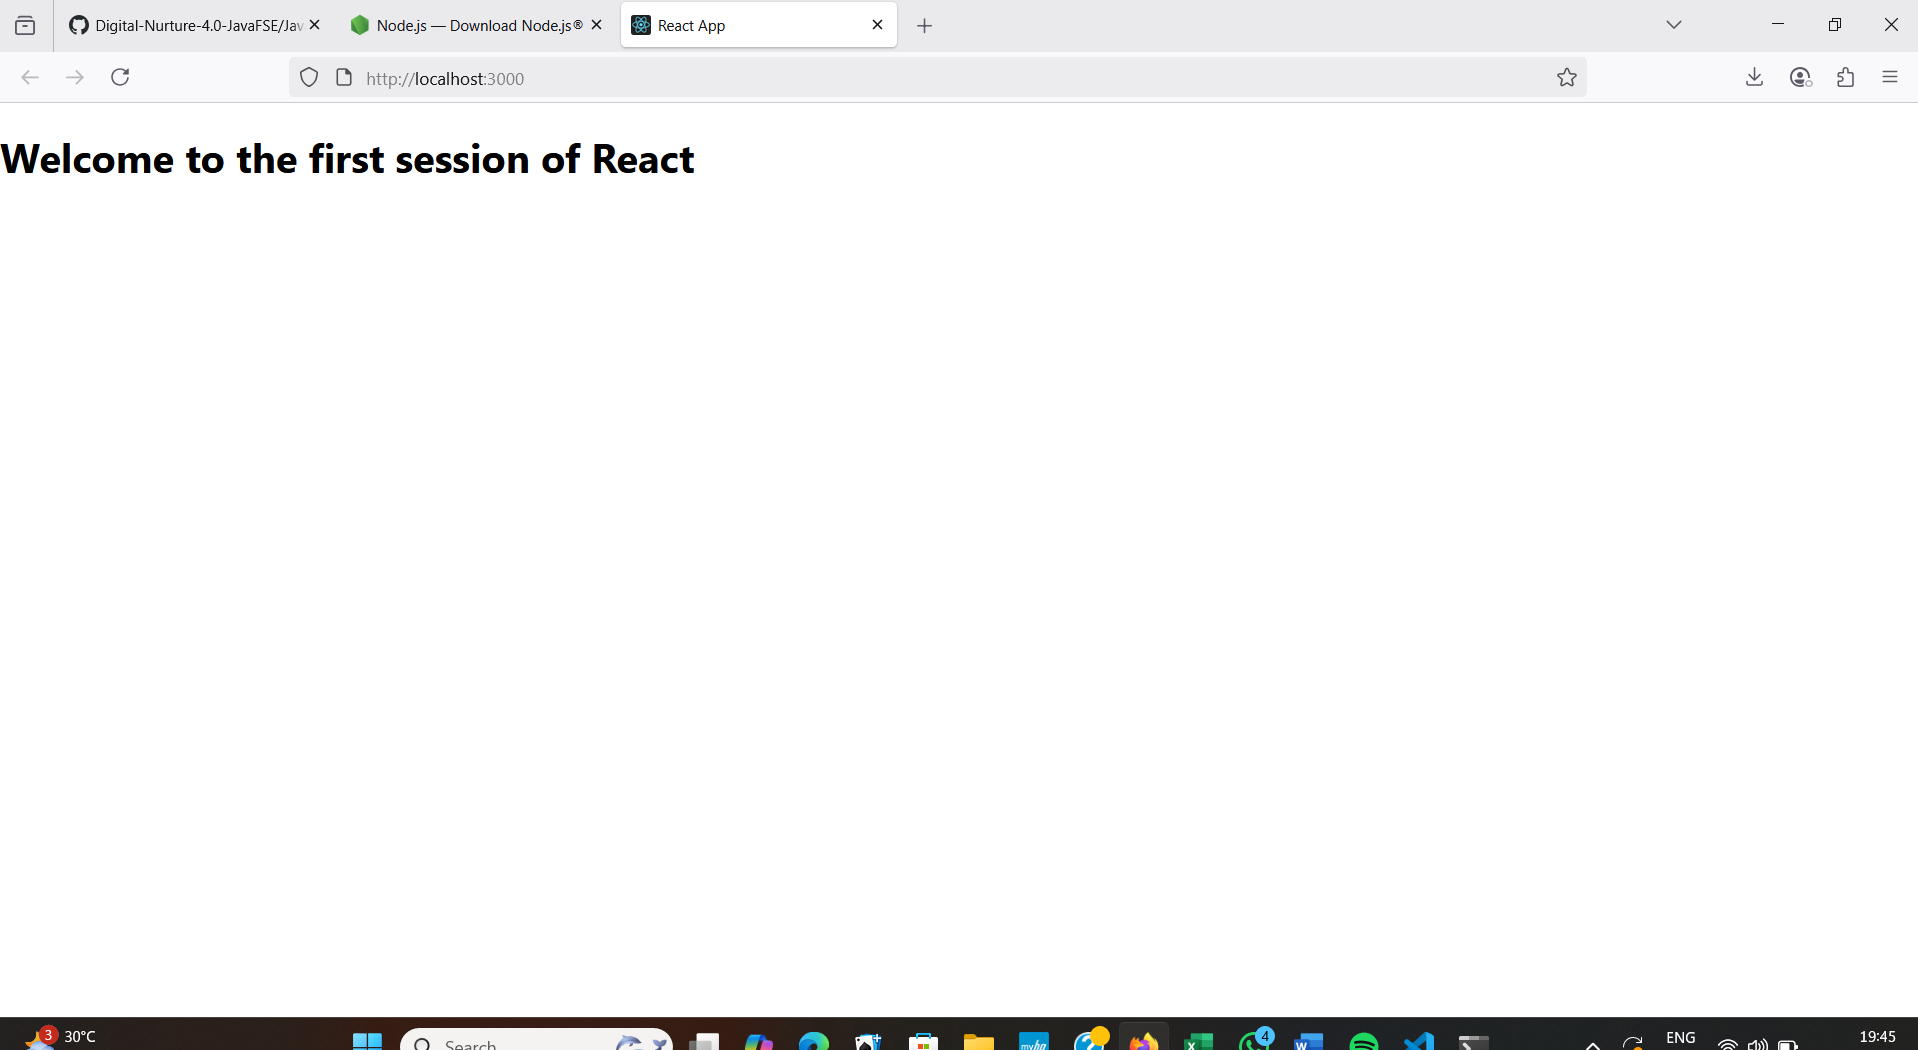 Digital-Nurture-4.0-JavaFSE/Jav
Node.js — Download Node.js®
React App
http://localhost:3000
Welcome to the first session of React
3
30°C
Search
myhp
4
ENG
19:45